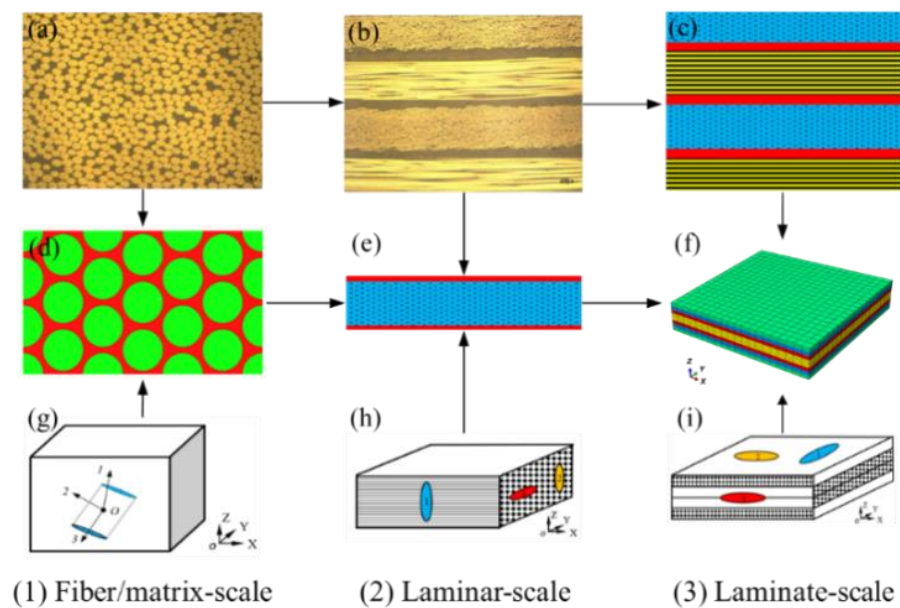 (a)
(b)
(c)
(d)
(e)
(f)
Z
Y
X
(g)
(h)
(i)
1
2
O
3
Z
Y
o
X
Z
Y
X
Y
X
(1) Fiber/matrix-scale
(2) Laminar-scale
(3) Laminate-scale